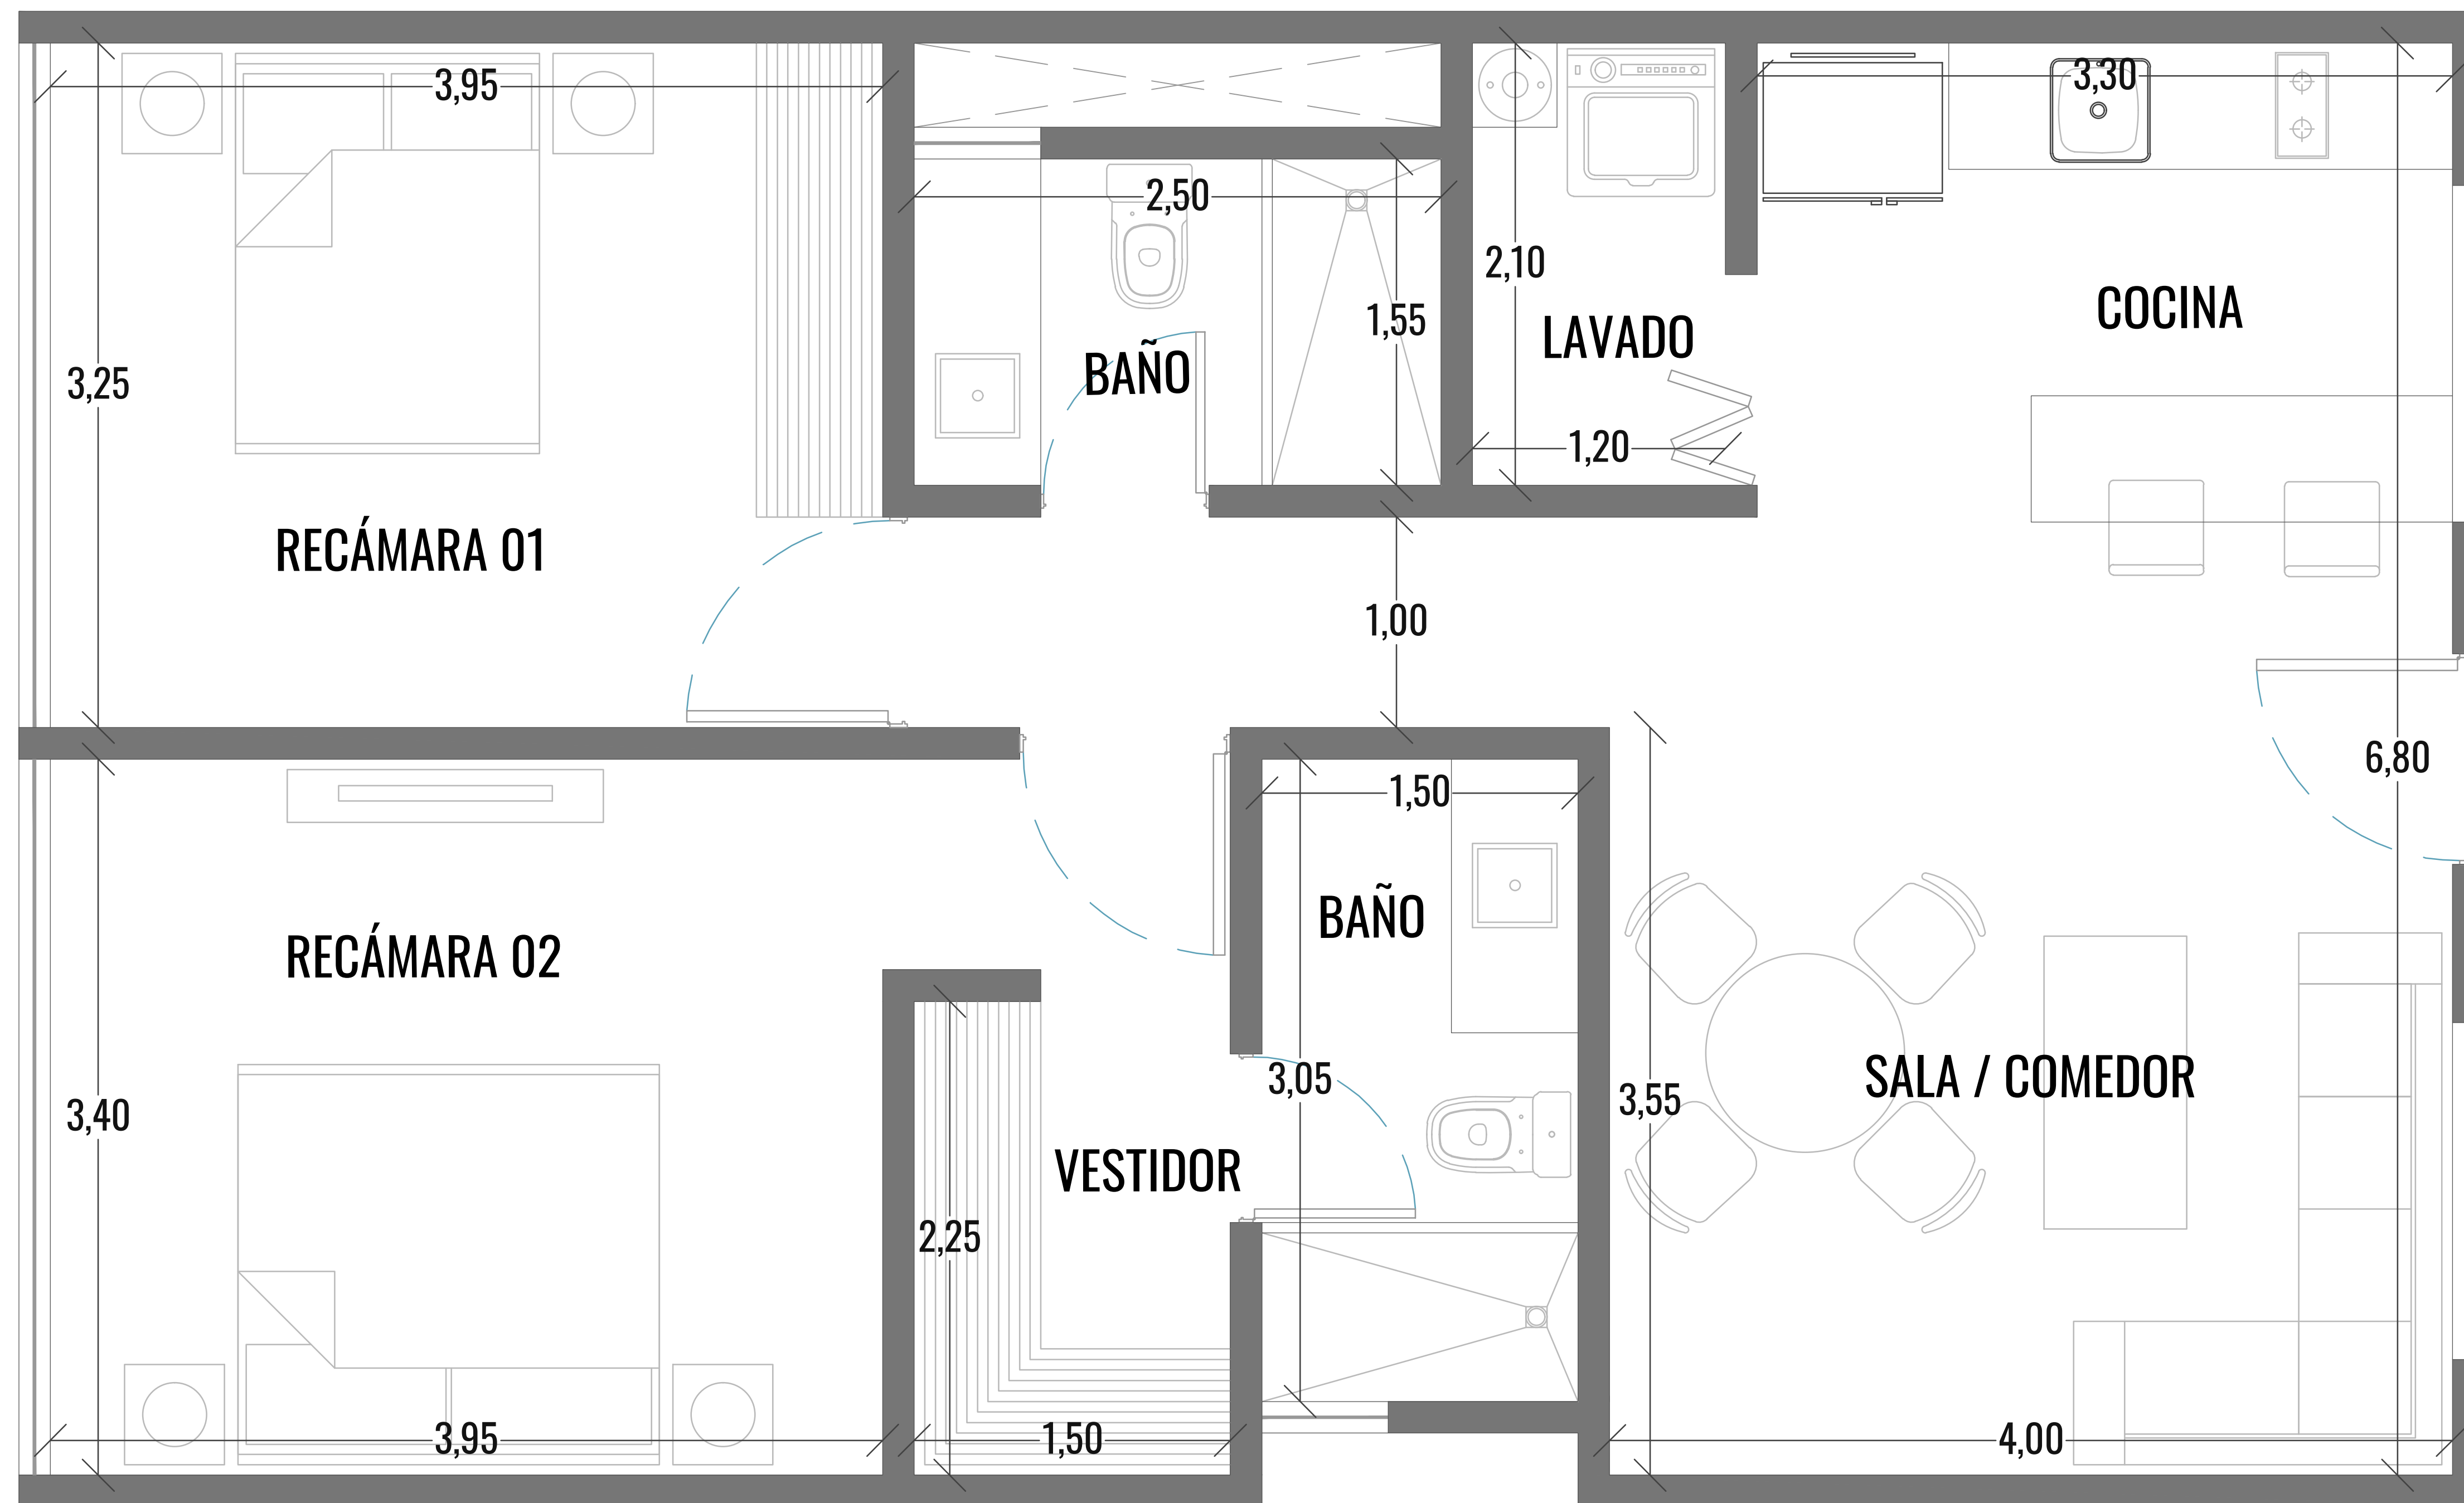 3,95
3,30
2,50
2,10
COCINA
1,55
LAVADO
BAÑO
3,25
1,20
RECÁMARA 01
1,00
6,80
1,50
BAÑO
RECÁMARA 02
SALA / COMEDOR
3,05
3,55
3,40
VESTIDOR
2,25
3,95
1,50
4,00